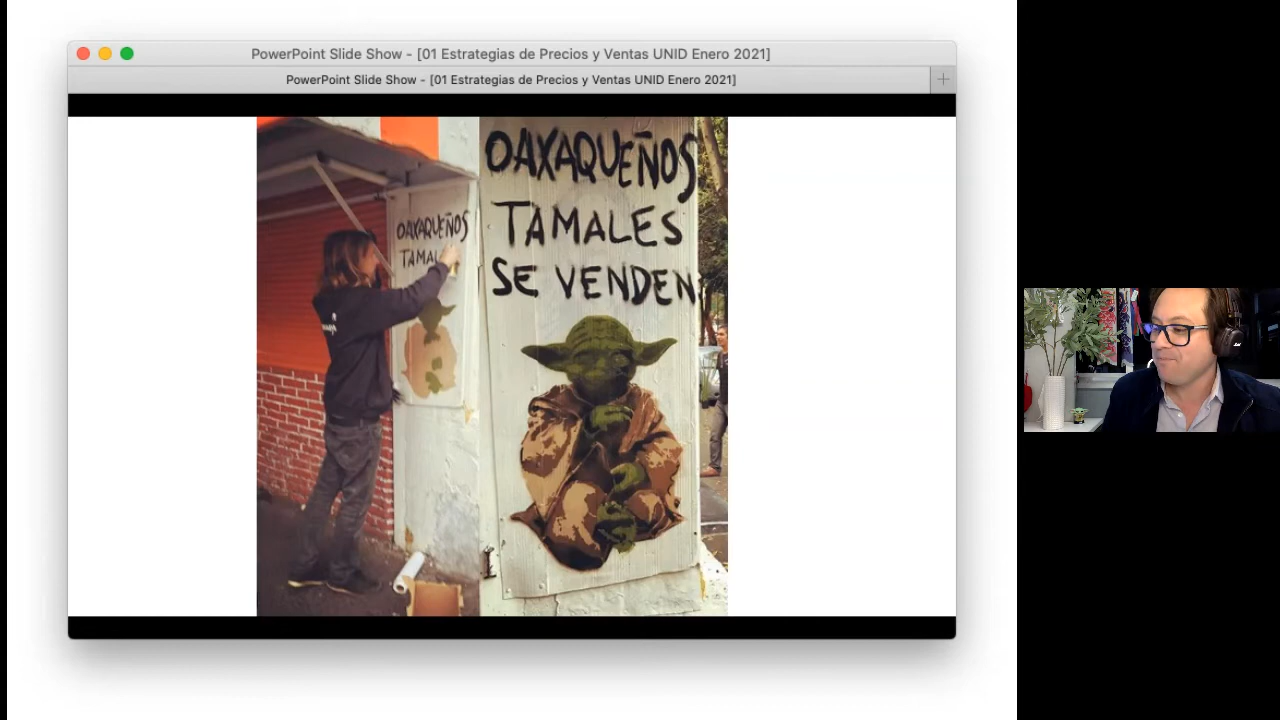 PowerPoint Slide Show - [01 Estrategias de Precios y Ventas UNID Enero 2021]
PowerPoint Slide Show - [01 Estrategias de Precios y Ventas UNID Enero 2021]
OAXAQUEÑOS
TAMAL
OAXAQUEÑOS
TAMALES
SE VENDEN